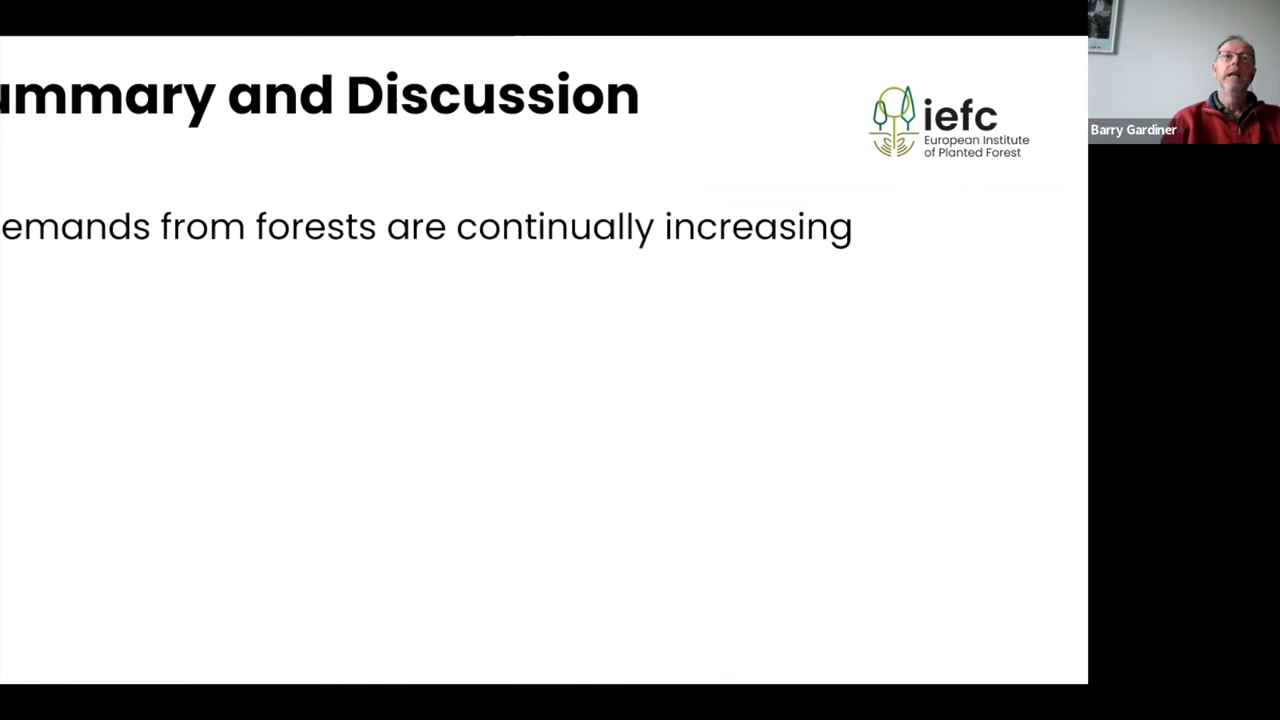 ummary and Discussion
iefc
European Institute
of Planted Forest
Barry Gardiner
emands from forests are continually increasing